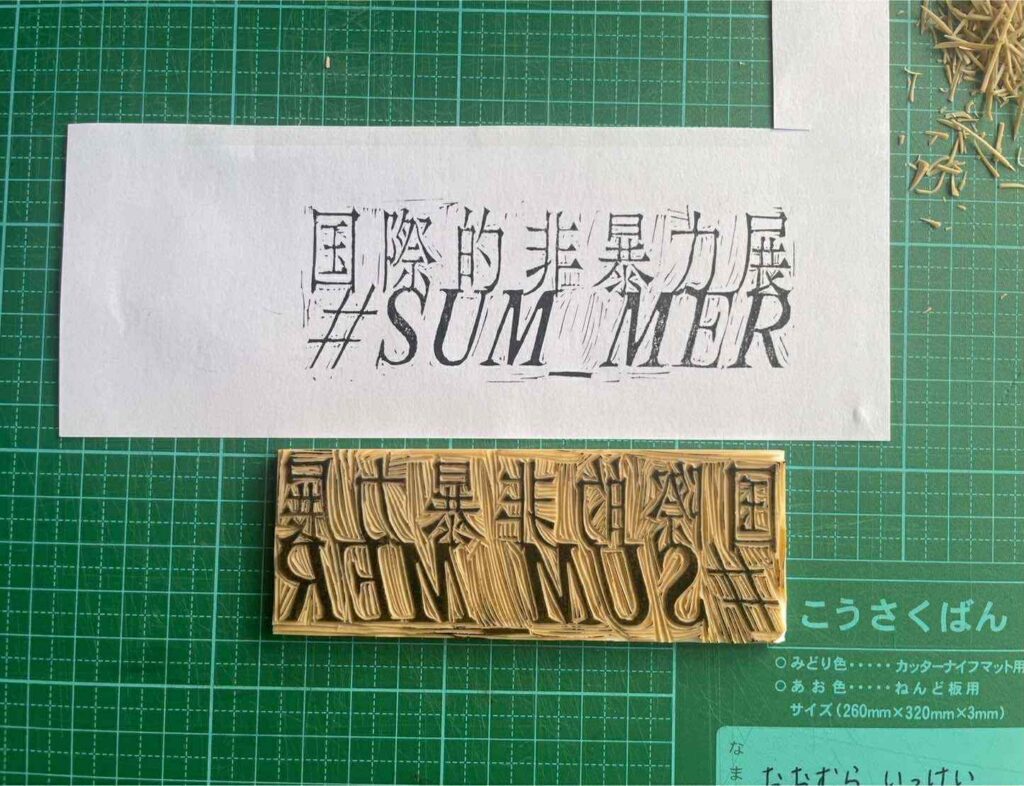 国際的非暴力展
#SUM_MER
国際的非暴力展
#SUM_MER
こうさくばん
○みどり色・・・・・カッターナイフマット用
○あお色・・・・・ねんど板用
サイズ(260mm×320mm×3mm)
なま
たおむら いっけい